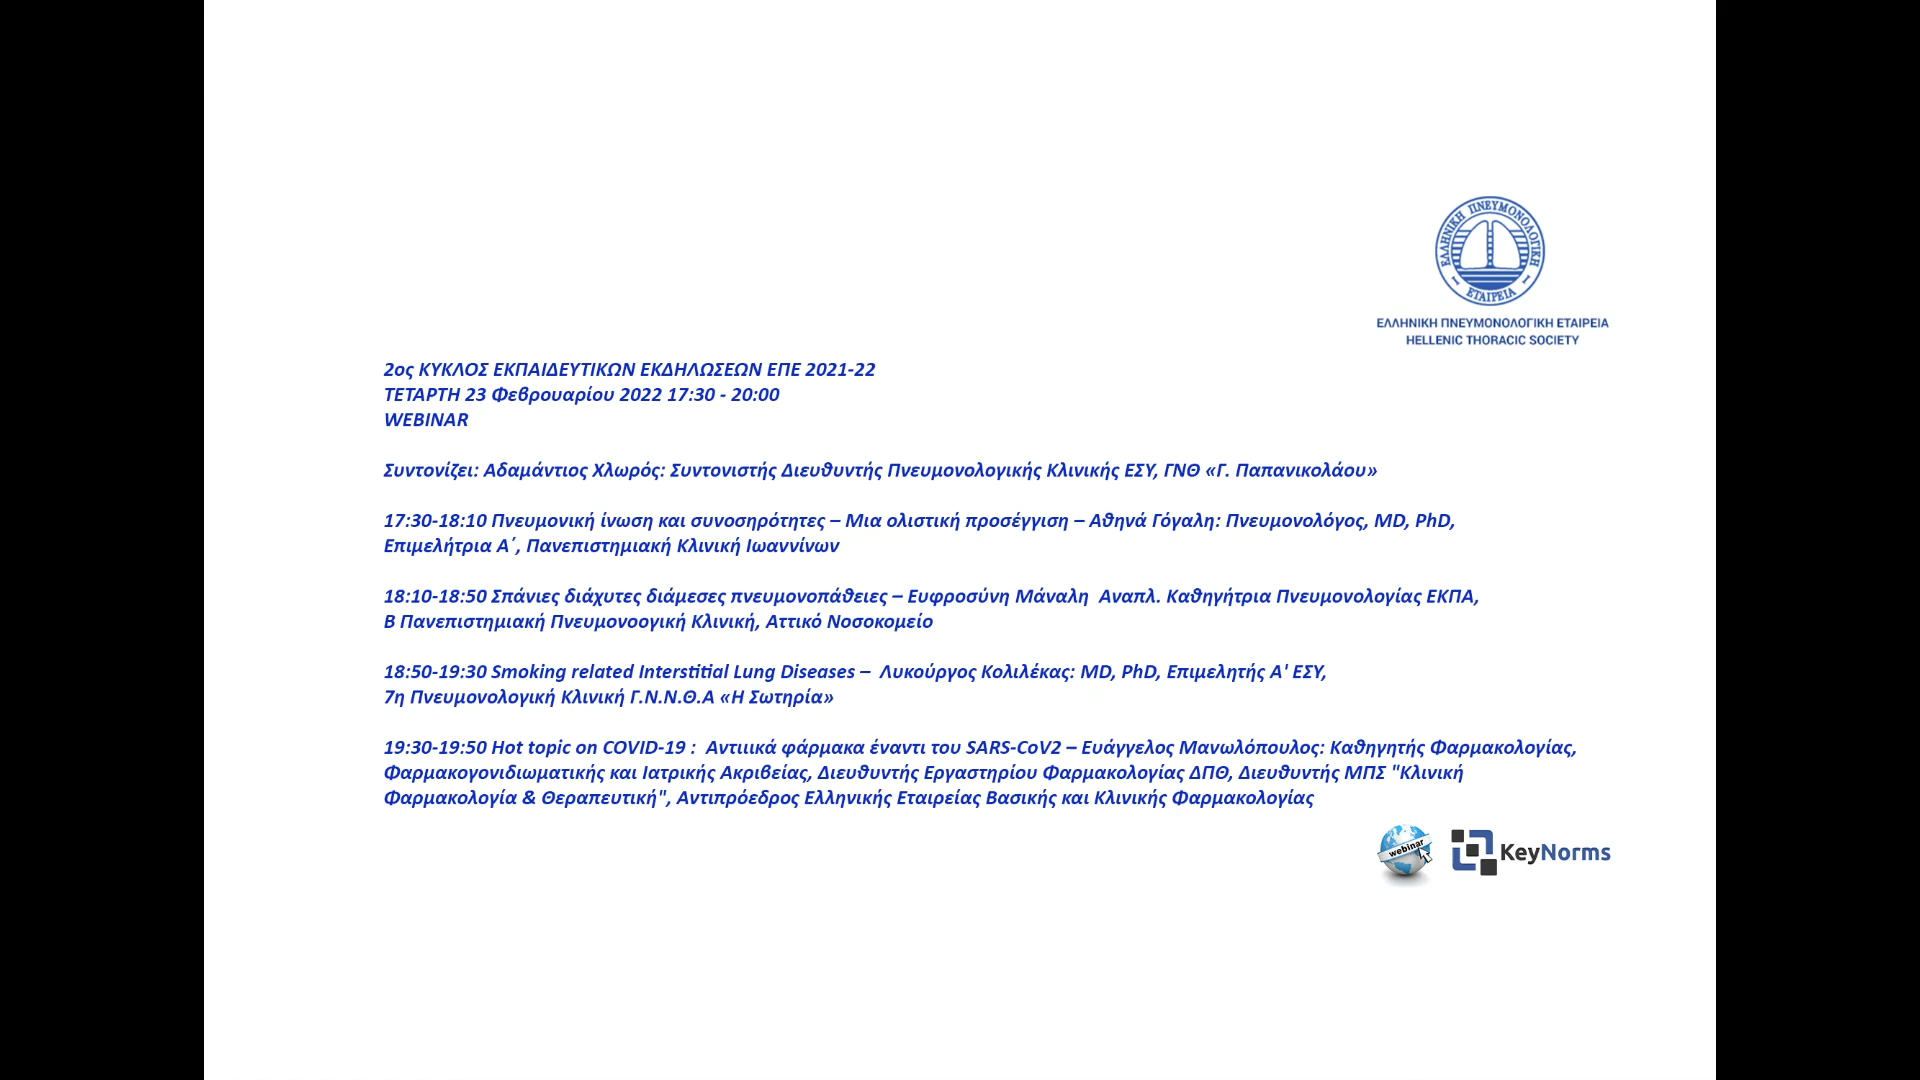 ΕΛΛΗΝΙΚΗ ΠΝΕΥΜΟΝΟΛΟΓΙΚΗ
ΕΤΑΙΡΕΙΑ
ΕΛΛΗΝΙΚΗ ΠΝΕΥΜΟΝΟΛΟΓΙΚΗ ΕΤΑΙΡΕΙΑ
HELLENIC THORACIC SOCIETY
2ος ΚΥΚΛΟΣ ΕΚΠΑΙΔΕΥΤΙΚΩΝ ΕΚΔΗΛΩΣΕΩΝ ΕΠΕ 2021-22
ΤΕΤΑΡΤΗ 23 Φεβρουαρίου 2022 17:30 - 20:00
WEBINAR
Συντονίζει: Αδαμάντιος Χλωρός: Συντονιστής Διευθυντής Πνευμονολογικής Κλινικής ΕΣΥ, ΓΝΘ «Γ. Παπανικολάου»
17:30-18:10 Πνευμονική ίνωση και συνοσηρότητες – Μια ολιστική προσέγγιση – Αθηνά Γόγαλη: Πνευμονολόγος, MD, PhD,
Επιμελήτρια Α΄, Πανεπιστημιακή Κλινική Ιωαννίνων
18:10-18:50 Σπάνιες διάχυτες διάμεσες πνευμονοπάθειες – Ευφροσύνη Μάναλη  Αναπλ. Καθηγήτρια Πνευμονολογίας ΕΚΠΑ,
Β Πανεπιστημιακή Πνευμονοογική Κλινική, Αττικό Νοσοκομείο
18:50-19:30 Smoking related Interstitial Lung Diseases –  Λυκούργος Κολιλέκας: MD, PhD, Επιμελητής Α' ΕΣΥ,
7η Πνευμονολογική Κλινική Γ.Ν.Ν.Θ.Α «Η Σωτηρία»
19:30-19:50 Hot topic on COVID-19 :  Αντιιικά φάρμακα έναντι του SARS-CoV2 – Ευάγγελος Μανωλόπουλος: Καθηγητής Φαρμακολογίας,
Φαρμακογονιδιωματικής και Ιατρικής Ακριβείας, Διευθυντής Εργαστηρίου Φαρμακολογίας ΔΠΘ, Διευθυντής ΜΠΣ "Κλινική
Φαρμακολογία & Θεραπευτική", Αντιπρόεδρος Ελληνικής Εταιρείας Βασικής και Κλινικής Φαρμακολογίας
webinar
KeyNorms